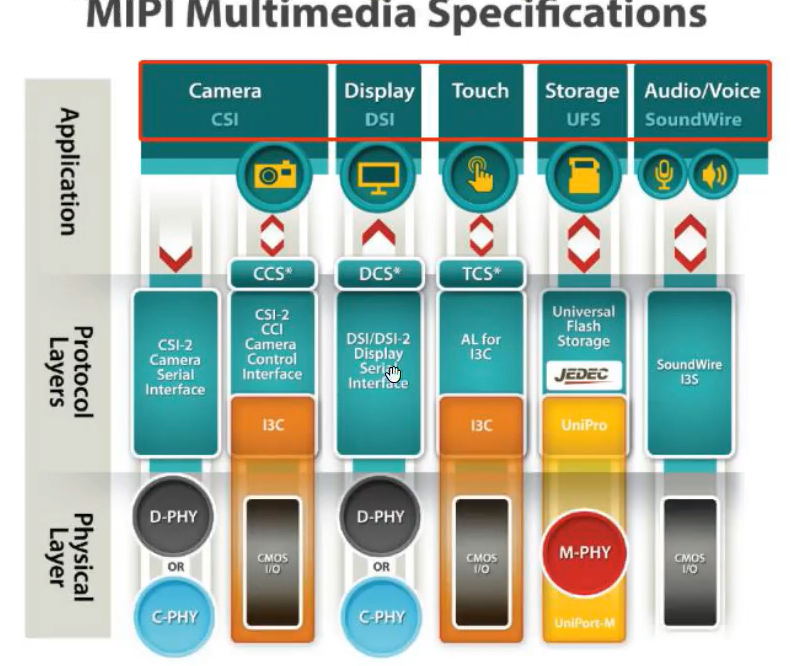 MIPI Multimedia Specifications
Application
Camera
CSI
Display
DSI
Touch
Storage
UFS
Audio/Voice
SoundWire
Protocol
Layers
CCS*
DCS*
TCS*
CSI-2
Camera
Serial
Interface
CSI-2
CCI
Camera
Control
Interface
I3C
DSI/DSI-2
Display
Serial
Interface
AL for
I3C
I3C
Universal
Flash
Storage
JEDEC
UniPro
SoundWire
I3S
Physical
Layer
D-PHY
OR
C-PHY
CMOS
I/O
D-PHY
OR
C-PHY
CMOS
I/O
M-PHY
UniPort-M
CMOS
I/O